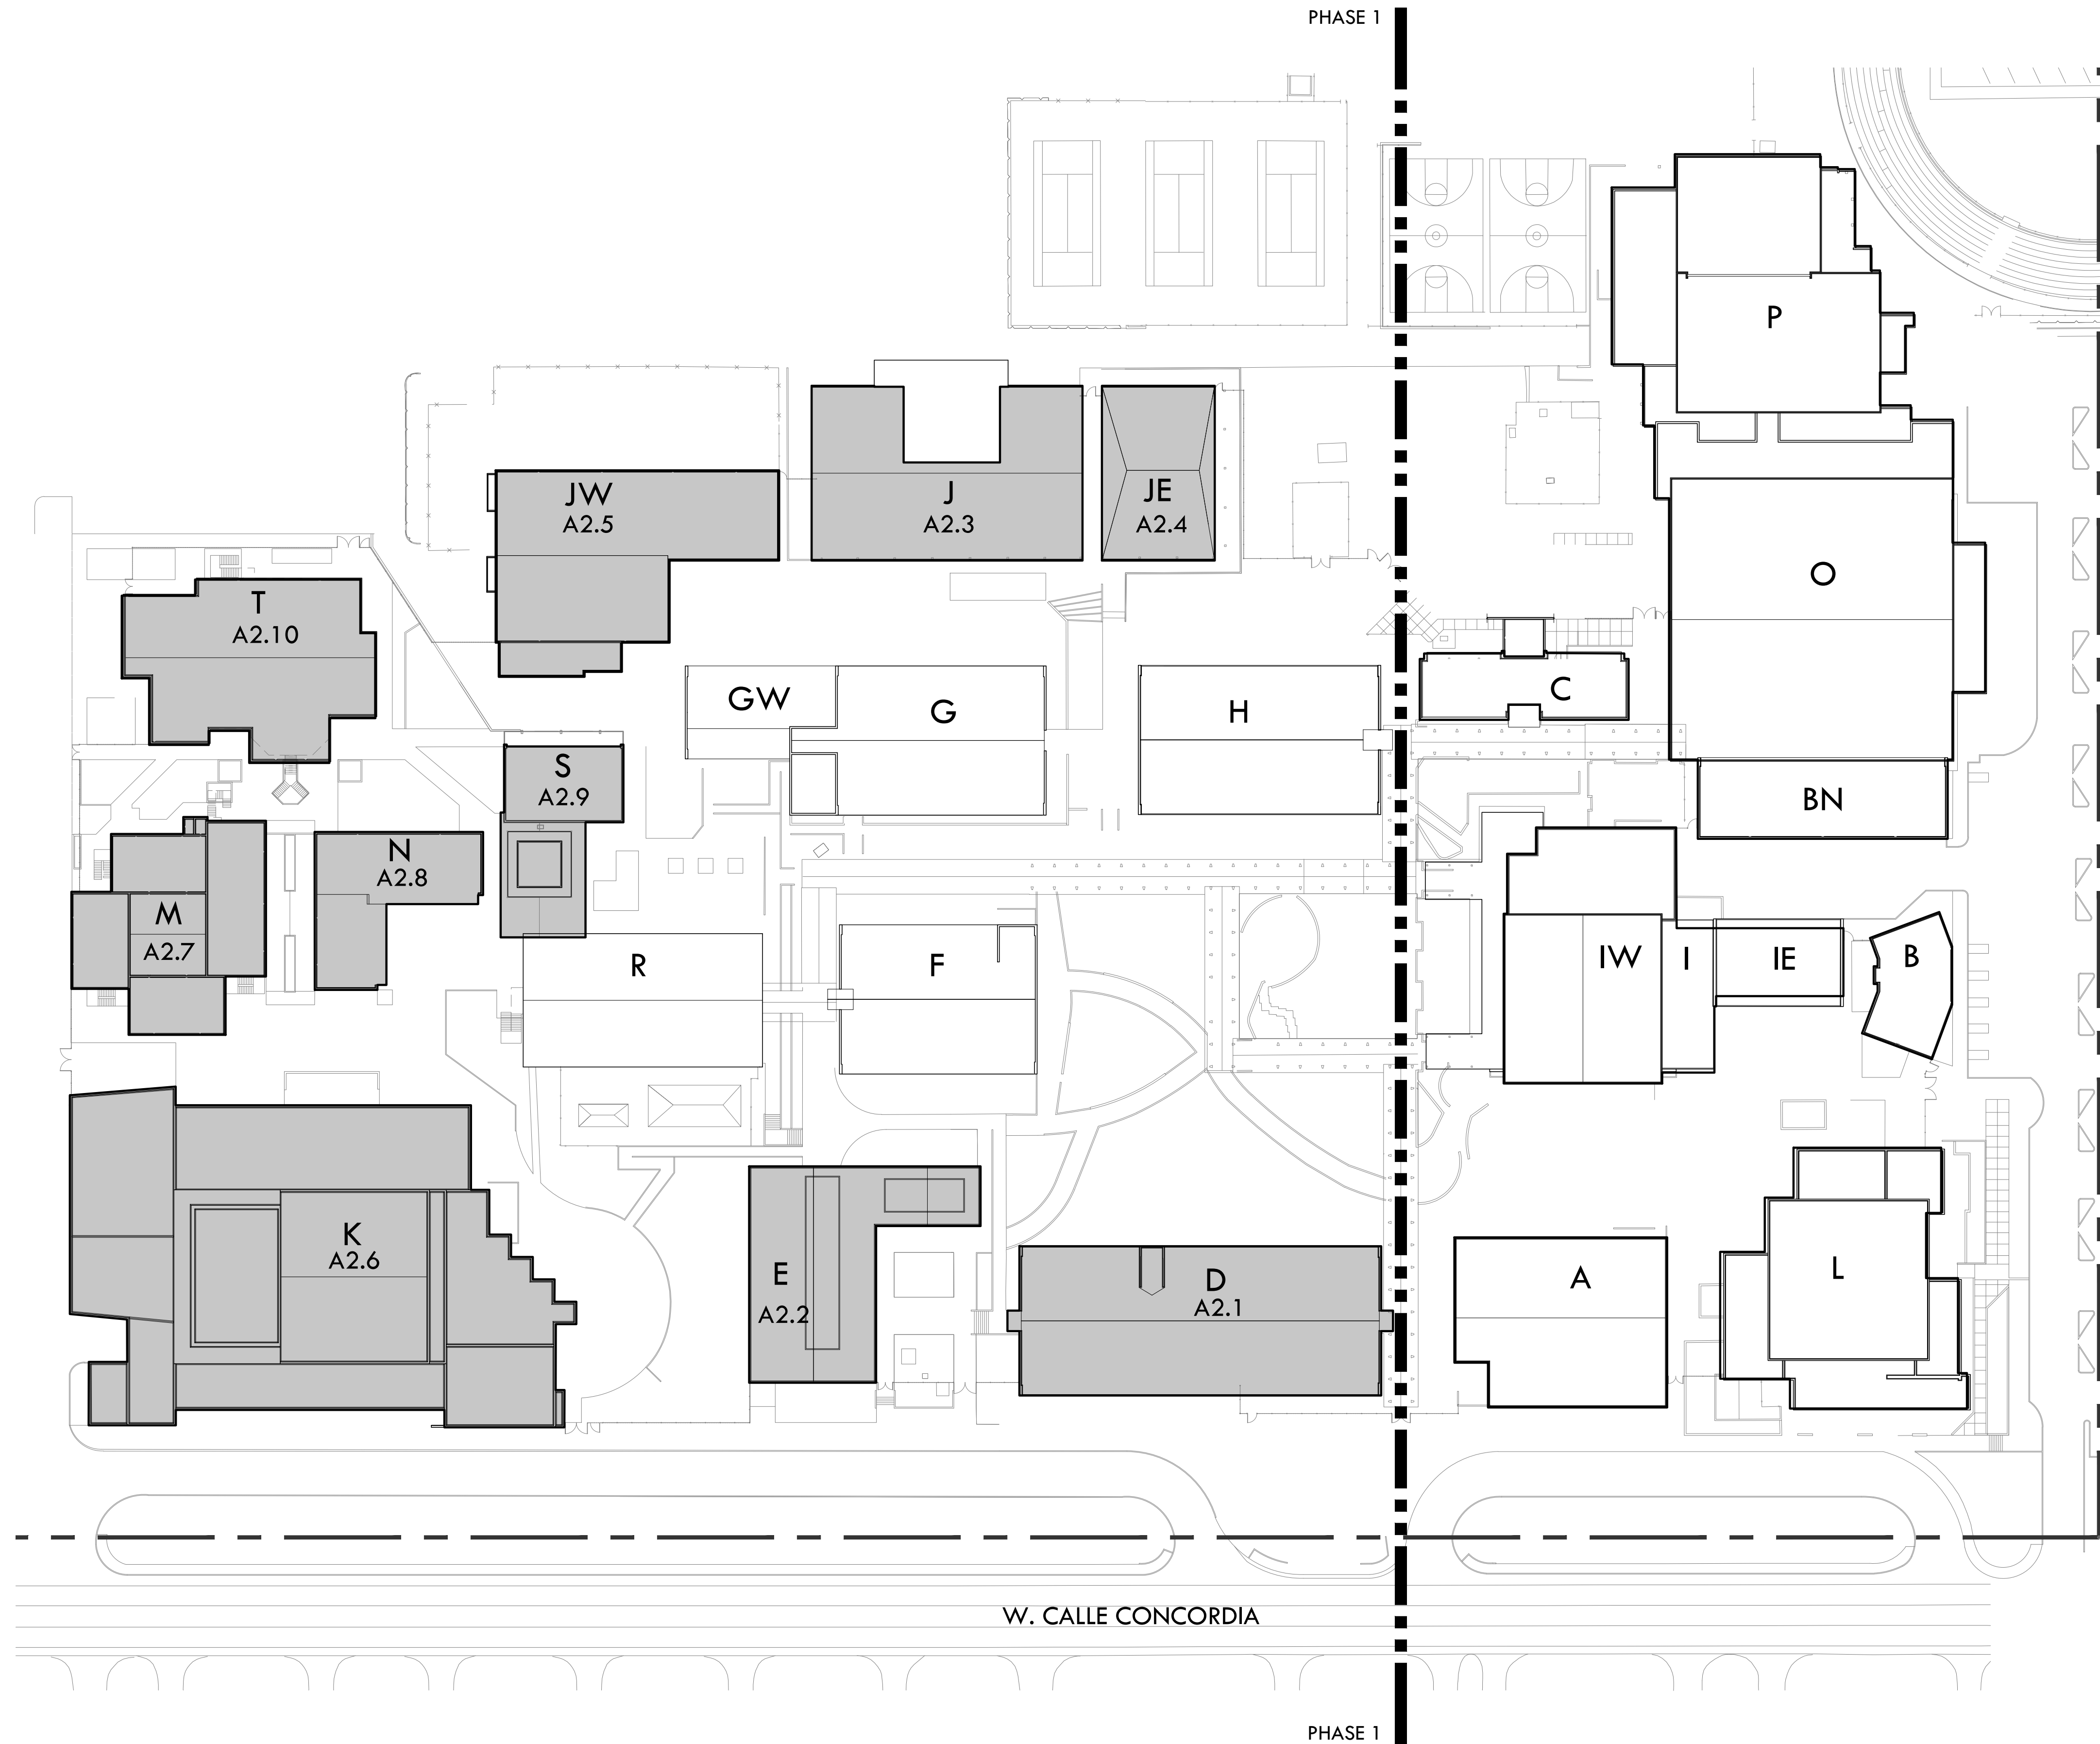 PHASE 1
P
JW
A2.5
J
A2.3
JE
A2.4
O
T
A2.10
GW
G
H
C
S
A2.9
BN
N
A2.8
M
A2.7
R
F
IW
I
IE
B
K
A2.6
E
A2.2
D
A2.1
A
L
W. CALLE CONCORDIA
PHASE 1